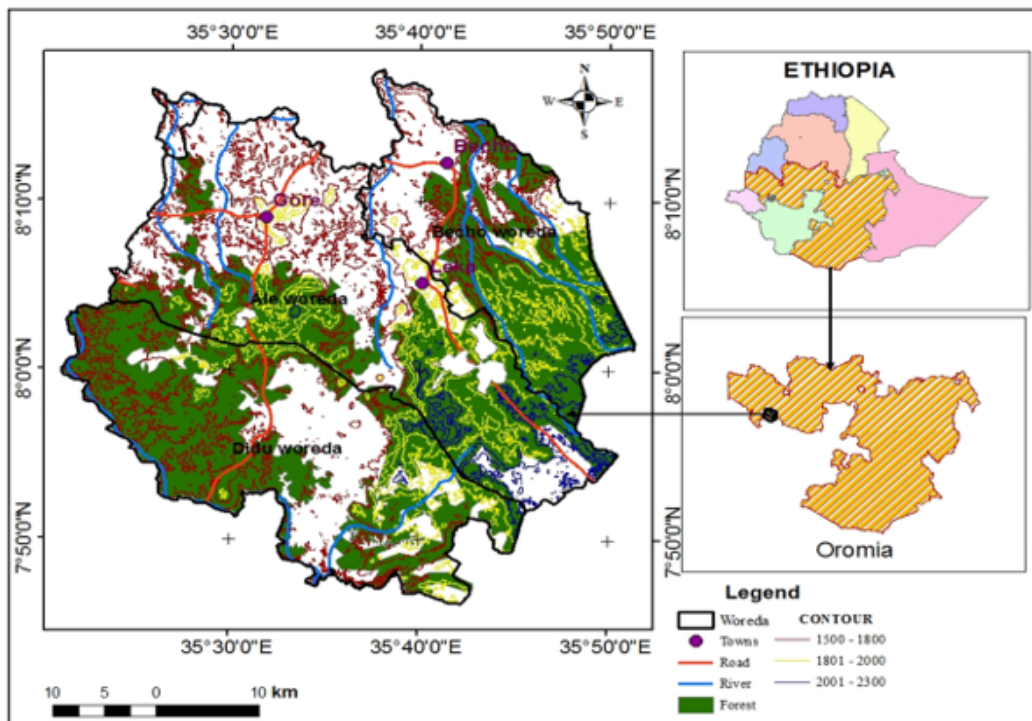 35°30'0"E 35°40'0"E 35°50'0"E
ETHIOPIA
N
W E
S
Becho
8°10'0"N
Gore
8°10'0"N
Becho woreda
Leka
Ale woreda
8°0'0"N
8°0'0"N
Didu woreda
7°50'0"N
7°50'0"N
Oromia
35°30'0"E 35°40'0"E 35°50'0"E
Legend
Woreda CONTOUR
Towns 1500 - 1800
Road 1801 - 2000
River 2001 - 2300
Forest
10 5 0 10 km